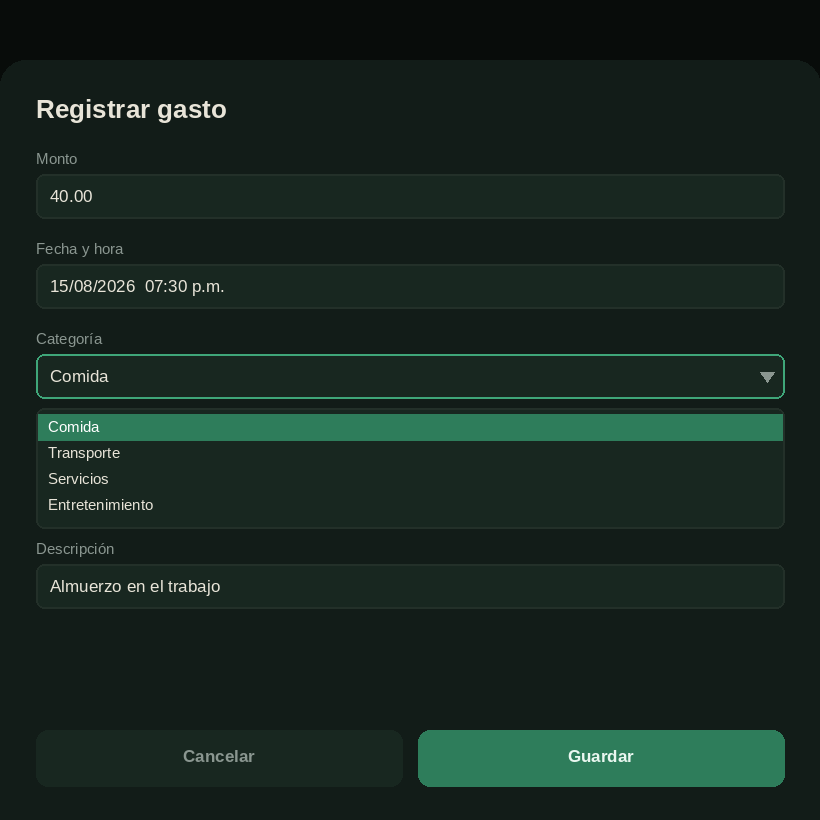 Registrar gasto
Monto
40.00
Fecha y hora
15/08/2026  07:30 p.m.
Categoría
Comida
Comida
Transporte
Servicios
Entretenimiento
Descripción
Almuerzo en el trabajo
Cancelar
Guardar